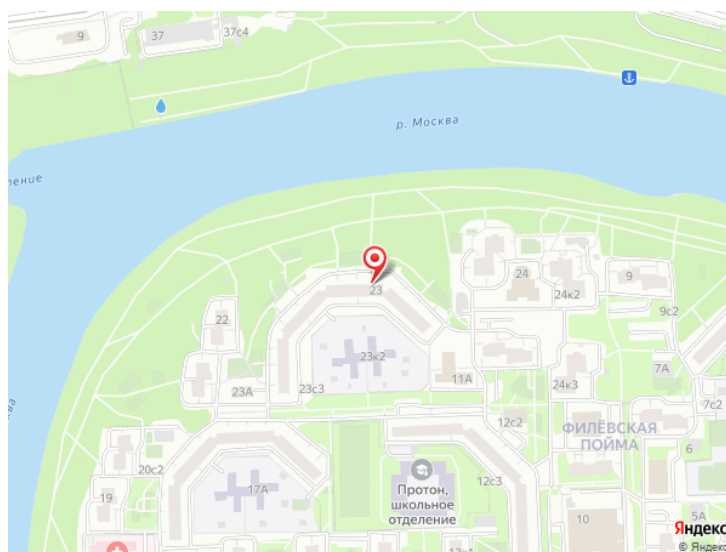 9
37
37с4
р. Москва
23
24
9
24к2
9с2
22
23к2
7А
11А
23А
23с3
24к3
7с2
12с2
ФИЛЁВСКАЯ
ПОЙМА
6
20с2
12с3
17А
Протон,
школьное
отделение
19
5А
10
Яндекс
© Яндекс